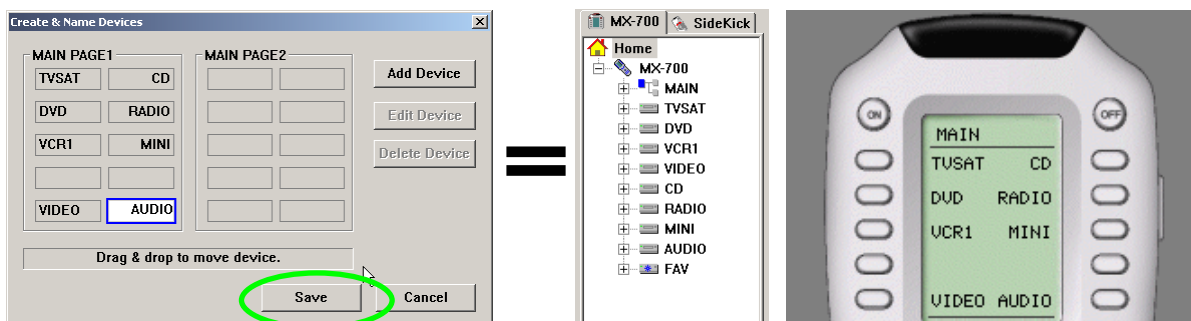 Create & Name Devices
MAIN PAGE1
MAIN PAGE2
TVSAT CD
DVD RADIO
VCR1 MINI
VIDEO AUDIO
Add Device
Edit Device
Delete Device
Drag & drop to move device.
Save
Cancel
MX-700
SideKick
Home
MX-700
MAIN
TVSAT
DVD
VCR1
VIDEO
CD
RADIO
MINI
AUDIO
FAV
ON
OFF
MAIN
TVSAT CD
DVD RADIO
VCR1 MINI
VIDEO AUDIO